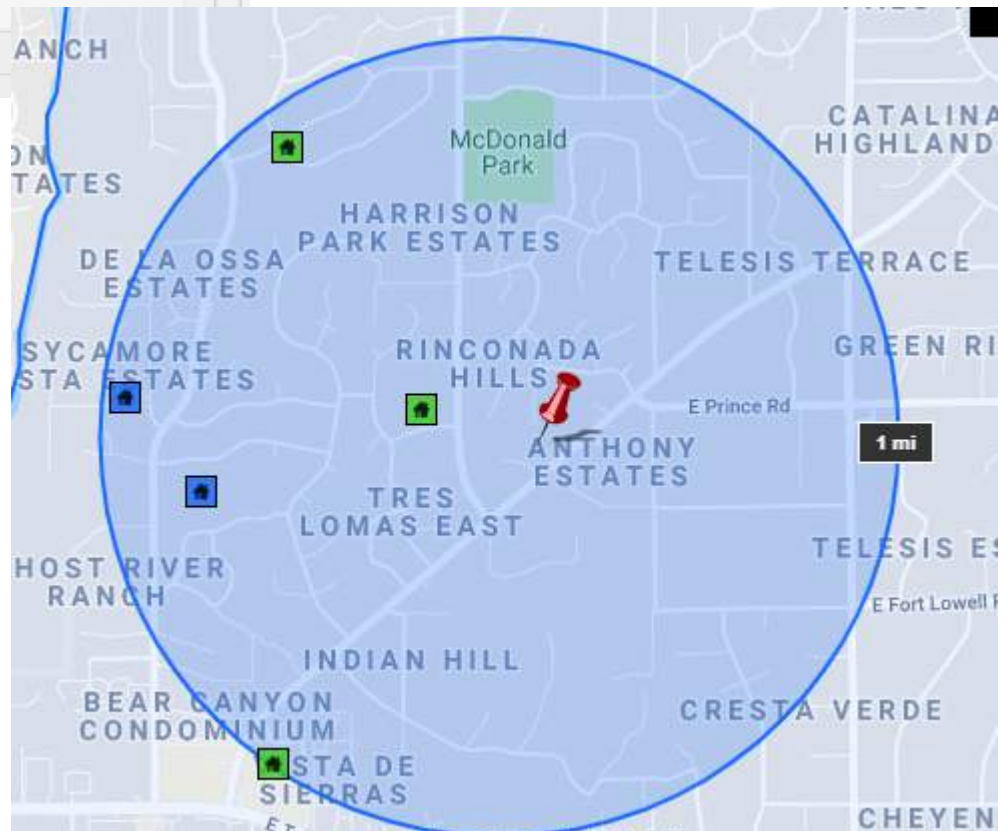 ANCH
CATALINA
HIGHLAND
McDonald
Park
TATES
HARRISON
PARK ESTATES
DE LA OSSA
ESTATES
TELESIS TERRACE
SYCAMORE
STA ESTATES
RINCONADA
HILLS
GREEN RI
E Prince Rd
1 mi
ANTHONY
ESTATES
TRES
LOMAS EAST
TELESIS ES
HOST RIVER
RANCH
E Fort Lowell R
INDIAN HILL
BEAR CANYON
CONDOMINIUM
CRESTA VERDE
STA DE
SIERRAS
CHEYEN